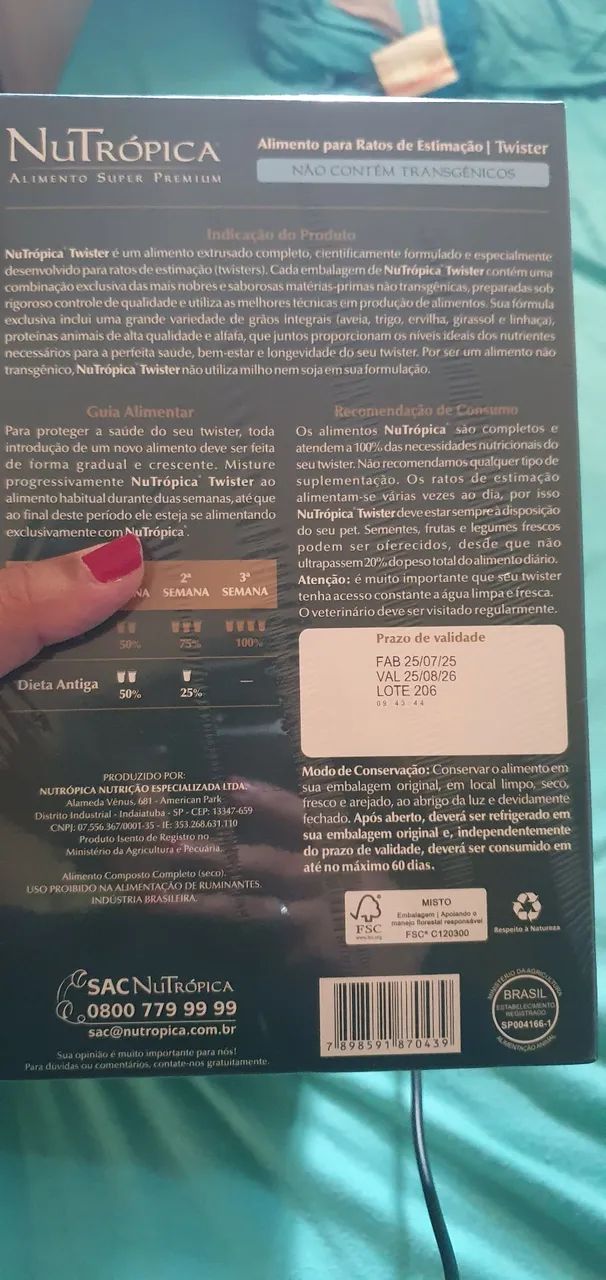 NuTRÓPICA
ALIMENTO SUPER PREMIUM
Alimento para Ratos de Estimação | Twister
NÃO CONTÉM TRANSGÊNICOS
Indicação do Produto
NuTrópica® Twister é um alimento extrusado completo, cientificamente formulado e especialmente
desenvolvido para ratos de estimação (twisters). Cada embalagem de NuTrópica® Twister contém uma
combinação exclusiva das mais nobres e saborosas matérias-primas não transgênicas, preparadas sob
rigoroso controle de qualidade e utiliza as melhores técnicas em produção de alimentos. Sua fórmula
exclusiva inclui uma grande variedade de grãos integrais (aveia, trigo, ervilha, girassol e linhaça),
proteínas animais de alta qualidade e alfafa, que juntos proporcionam os níveis ideais dos nutrientes
necessários para a perfeita saúde, bem-estar e longevidade do seu twister. Por ser um alimento não
transgênico, NuTrópica® Twister não utiliza milho nem soja em sua formulação.
Guia Alimentar
Para proteger a saúde do seu twister, toda
introdução de um novo alimento deve ser feita
de forma gradual e crescente. Misture
progressivamente NuTrópica® Twister ao
alimento habitual durante duas semanas, até que
ao final deste período ele esteja se alimentando
exclusivamente com NuTrópica®.
NA
2ª
SEMANA
3ª
SEMANA
50% 75% 100%
Dieta Antiga
50% 25% —
Recomendação de Consumo
Os alimentos NuTrópica® são completos e
atendem a 100% das necessidades nutricionais do
seu twister. Não recomendamos qualquer tipo de
suplementação. Os ratos de estimação
alimentam-se várias vezes ao dia, por isso
NuTrópica® Twister deve estar sempre à disposição
do seu pet. Sementes, frutas e legumes frescos
podem ser oferecidos, desde que não
ultrapassem 20% do peso total do alimento diário.
Atenção: é muito importante que seu twister
tenha acesso constante a água limpa e fresca.
O veterinário deve ser visitado regularmente.
Prazo de validade
FAB 25/07/25
VAL 25/08/26
LOTE 206
09:43:44
PRODUZIDO POR:
NUTRÓPICA NUTRIÇÃO ESPECIALIZADA LTDA.
Alameda Vênus, 681 - American Park
Distrito Industrial - Indaiatuba - SP - CEP: 13347-659
CNPJ: 07.556.367/0001-35 - IE: 353.268.631.110
Produto Isento de Registro no
Ministério da Agricultura e Pecuária.
Alimento Composto Completo (seco).
USO PROIBIDO NA ALIMENTAÇÃO DE RUMINANTES.
INDÚSTRIA BRASILEIRA.
Modo de Conservação: Conservar o alimento em
sua embalagem original, em local limpo, seco,
fresco e arejado, ao abrigo da luz e devidamente
fechado. Após aberto, deverá ser refrigerado em
sua embalagem original e, independentemente
do prazo de validade, deverá ser consumido em
até no máximo 60 dias.
FSC
www.fsc.org
MISTO
Embalagem | Apoiando o
manejo florestal responsável
FSC® C120300
Respeito à Natureza
SAC NUTRÓPICA
0800 779 99 99
sac@nutropica.com.br
Sua opinião é muito importante para nós!
Para dúvidas ou comentários, contate-nos gratuitamente.
7 898591 870439
MINISTÉRIO DA AGRICULTURA
BRASIL
ESTABELECIMENTO
REGISTRADO
SP004166-1
ALIMENTAÇÃO ANIMAL